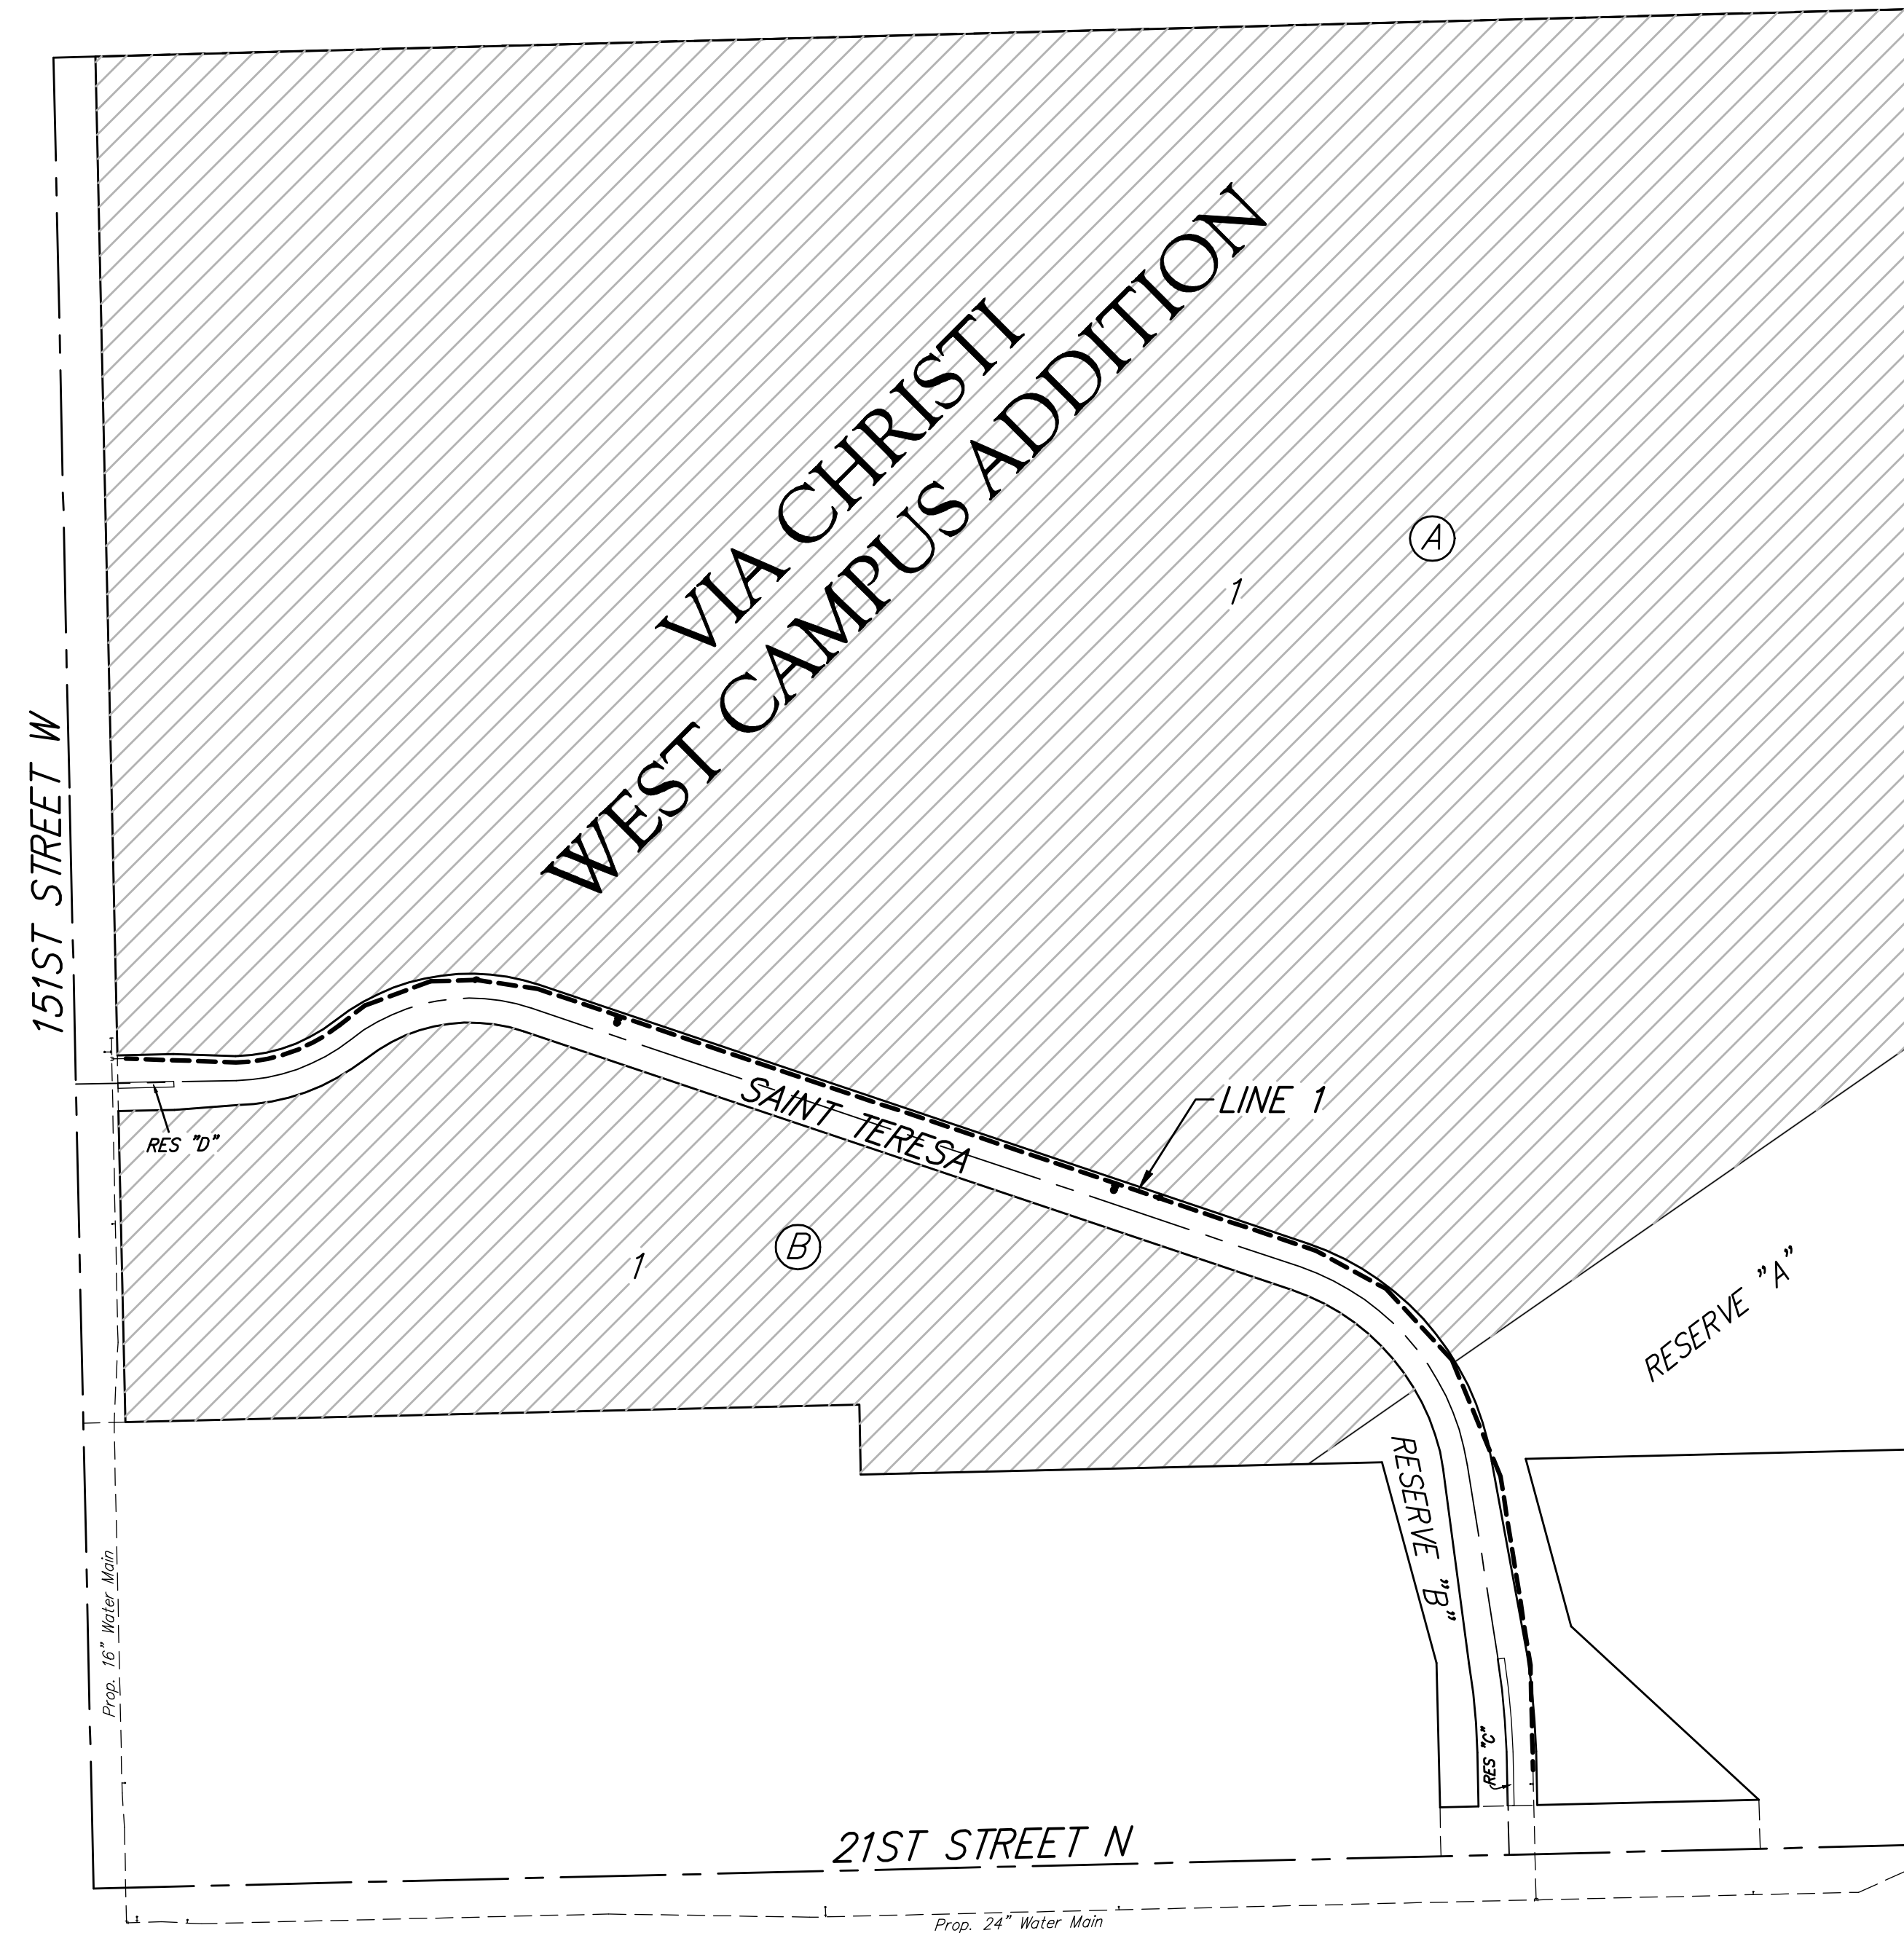 VIA CHRISTI
WEST CAMPUS ADDITION
A
1
151ST STREET W
LINE 1
SAINT TERESA
RES "D"
B
1
RESERVE "A"
RESERVE "B"
Prop. 16" Water Main
RES "C"
21ST STREET N
Prop. 24" Water Main